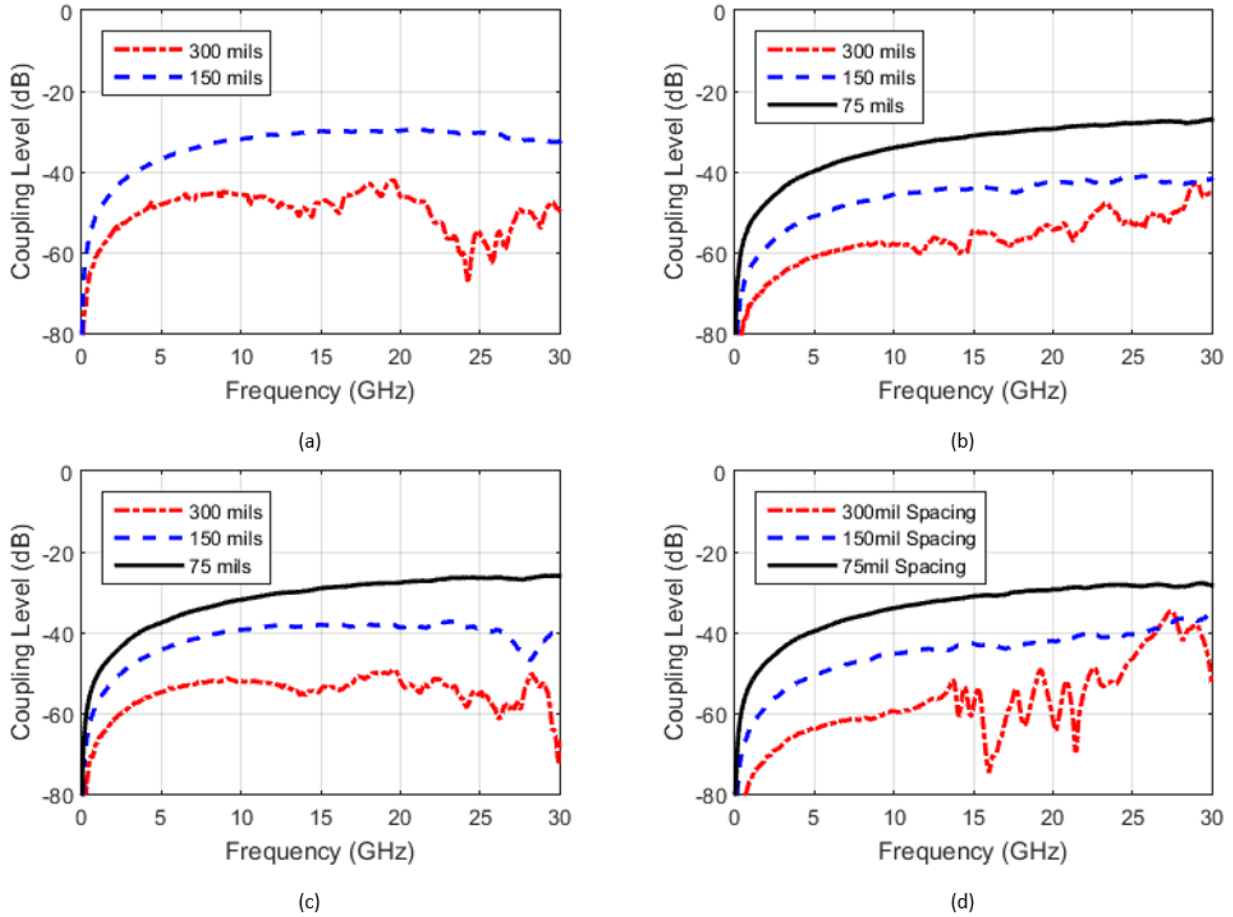 0
-20
-40
-60
-80
Coupling Level (dB)
300 mils
150 mils
0 5 10 15 20 25 30
Frequency (GHz)
(a)
0
-20
-40
-60
-80
Coupling Level (dB)
300 mils
150 mils
75 mils
0 5 10 15 20 25 30
Frequency (GHz)
(b)
0
-20
-40
-60
-80
Coupling Level (dB)
300 mils
150 mils
75 mils
0 5 10 15 20 25 30
Frequency (GHz)
(c)
0
-20
-40
-60
-80
Coupling Level (dB)
300mil Spacing
150mil Spacing
75mil Spacing
0 5 10 15 20 25 30
Frequency (GHz)
(d)